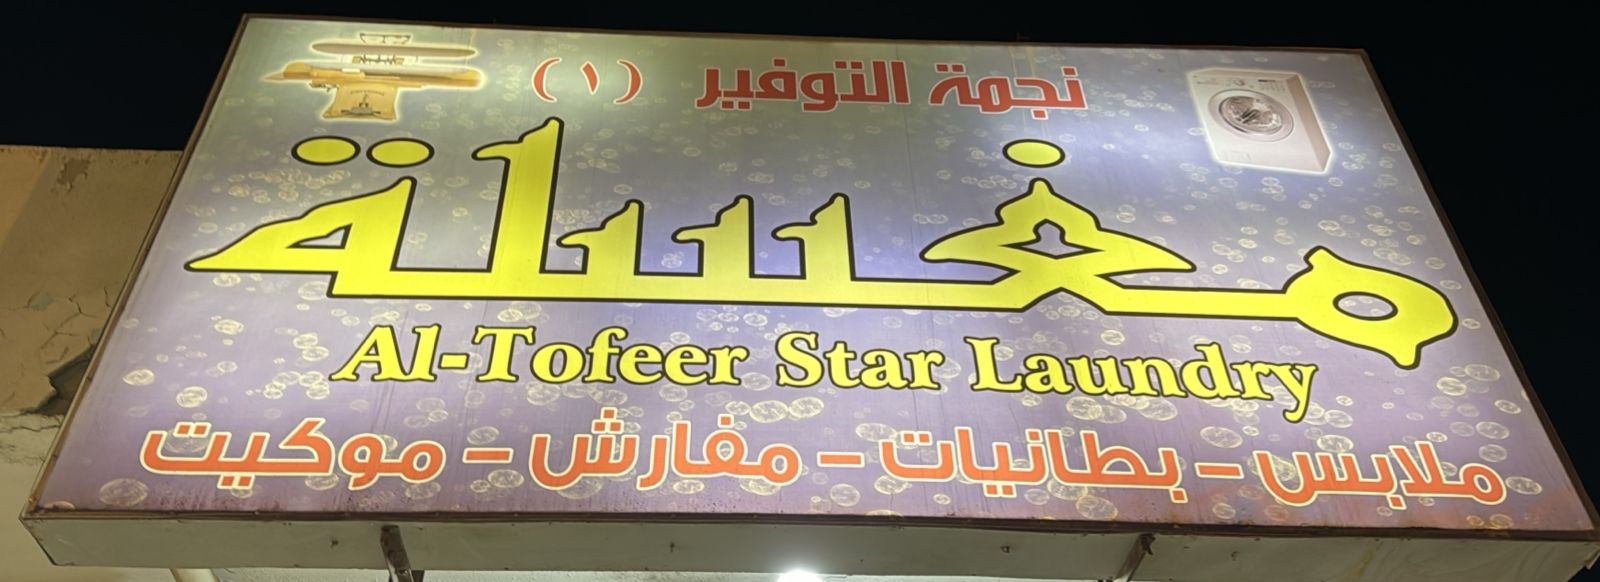 نجمة التوفير (١)
مغسلة
Al-Tofeer Star Laundry
ملابس - بطانيات - مفارش - موكيت